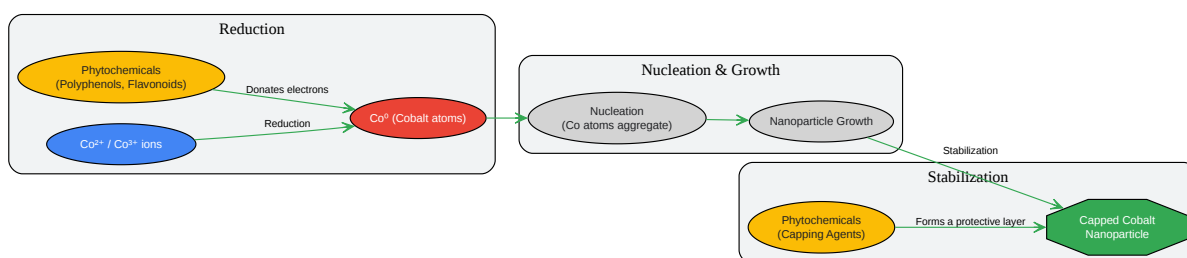 Reduction
Phytochemicals
(Polyphenols, Flavonoids)
Donates electrons
Co²⁺ / Co³⁺ ions
Reduction
Co⁰ (Cobalt atoms)
Nucleation & Growth
Nucleation
(Co atoms aggregate)
Nanoparticle Growth
Stabilization
Stabilization
Phytochemicals
(Capping Agents)
Forms a protective layer
Capped Cobalt
Nanoparticle